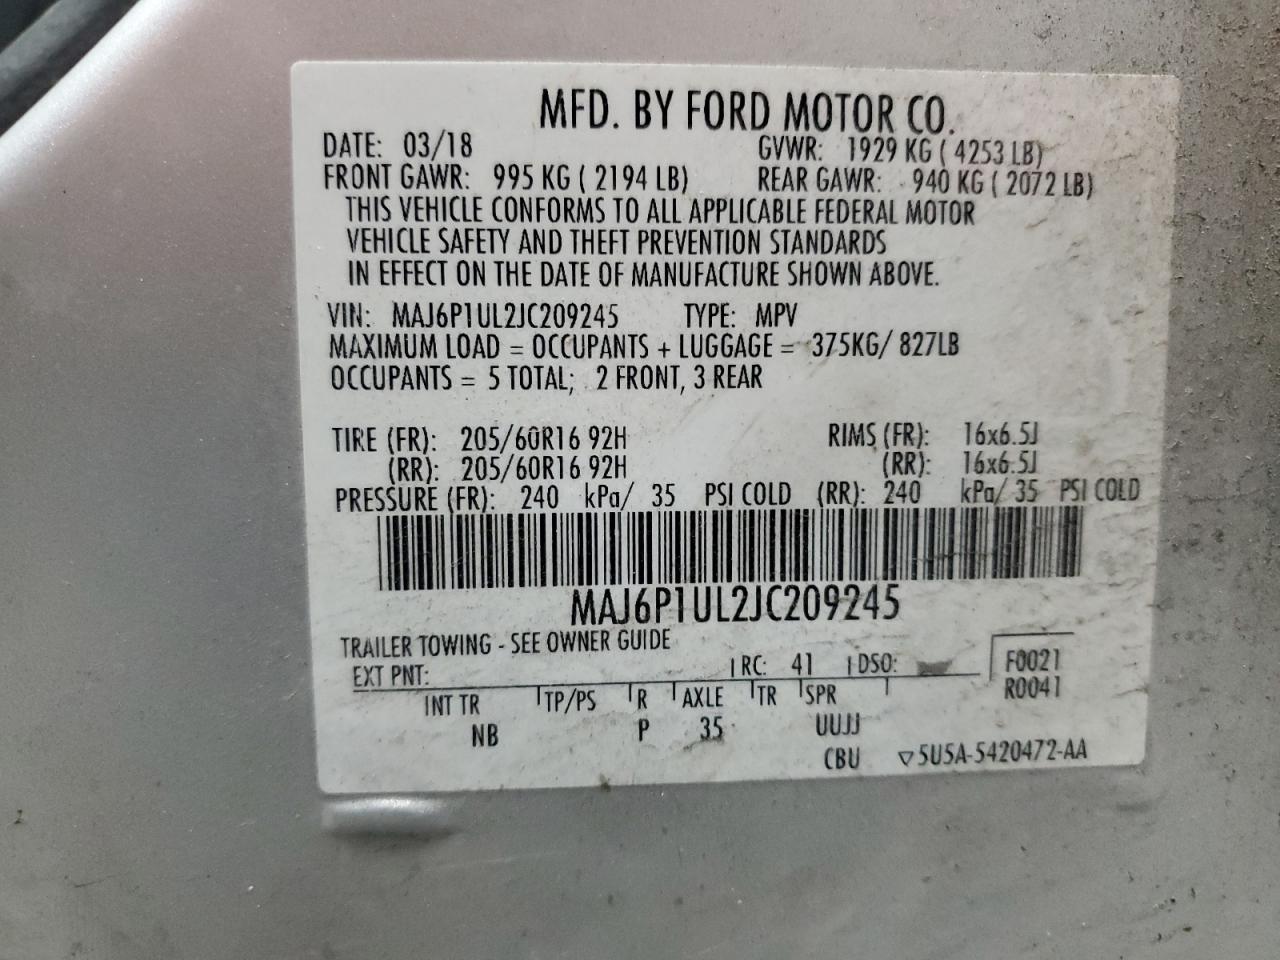 MFD. BY FORD MOTOR CO.
DATE: 03/18 GVWR: 1929 KG ( 4253 LB)
FRONT GAWR: 995 KG ( 2194 LB) REAR GAWR: 940 KG ( 2072 LB)
THIS VEHICLE CONFORMS TO ALL APPLICABLE FEDERAL MOTOR
VEHICLE SAFETY AND THEFT PREVENTION STANDARDS
IN EFFECT ON THE DATE OF MANUFACTURE SHOWN ABOVE.
VIN: MAJ6P1UL2JC209245 TYPE: MPV
MAXIMUM LOAD = OCCUPANTS + LUGGAGE = 375KG/ 827LB
OCCUPANTS = 5 TOTAL; 2 FRONT, 3 REAR
TIRE (FR): 205/60R16 92H RIMS (FR): 16x6.5J
(RR): 205/60R16 92H (RR): 16x6.5J
PRESSURE (FR): 240 kPa/ 35 PSI COLD (RR): 240 kPa/ 35 PSI COLD
MAJ6P1UL2JC209245
TRAILER TOWING - SEE OWNER GUIDE
EXT PNT: RC: 41 DSO: F0021
R0041
INT TR TP/PS R AXLE TR SPR
NB P 35 UUJJ
CBU ▽5U5A-5420472-AA